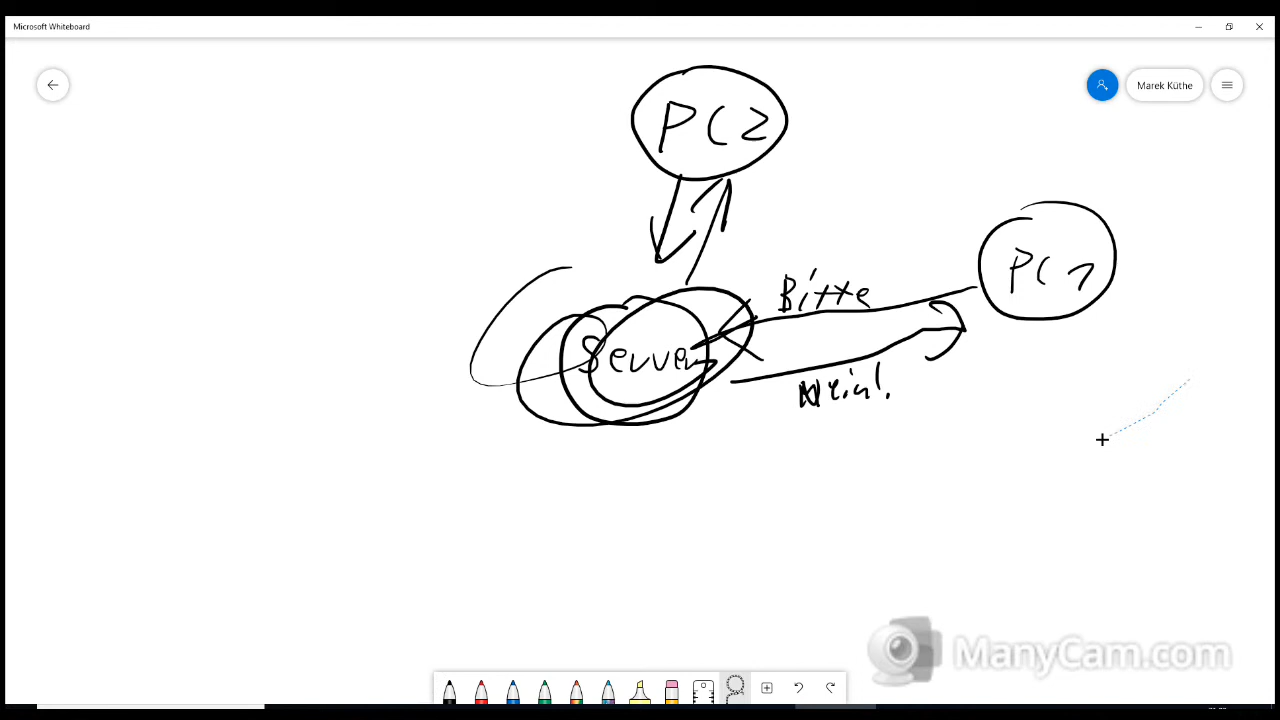 Microsoft Whiteboard
Marek Küthe
PC2
PC1
Bitte
Server
Nein!
ManyCam.com